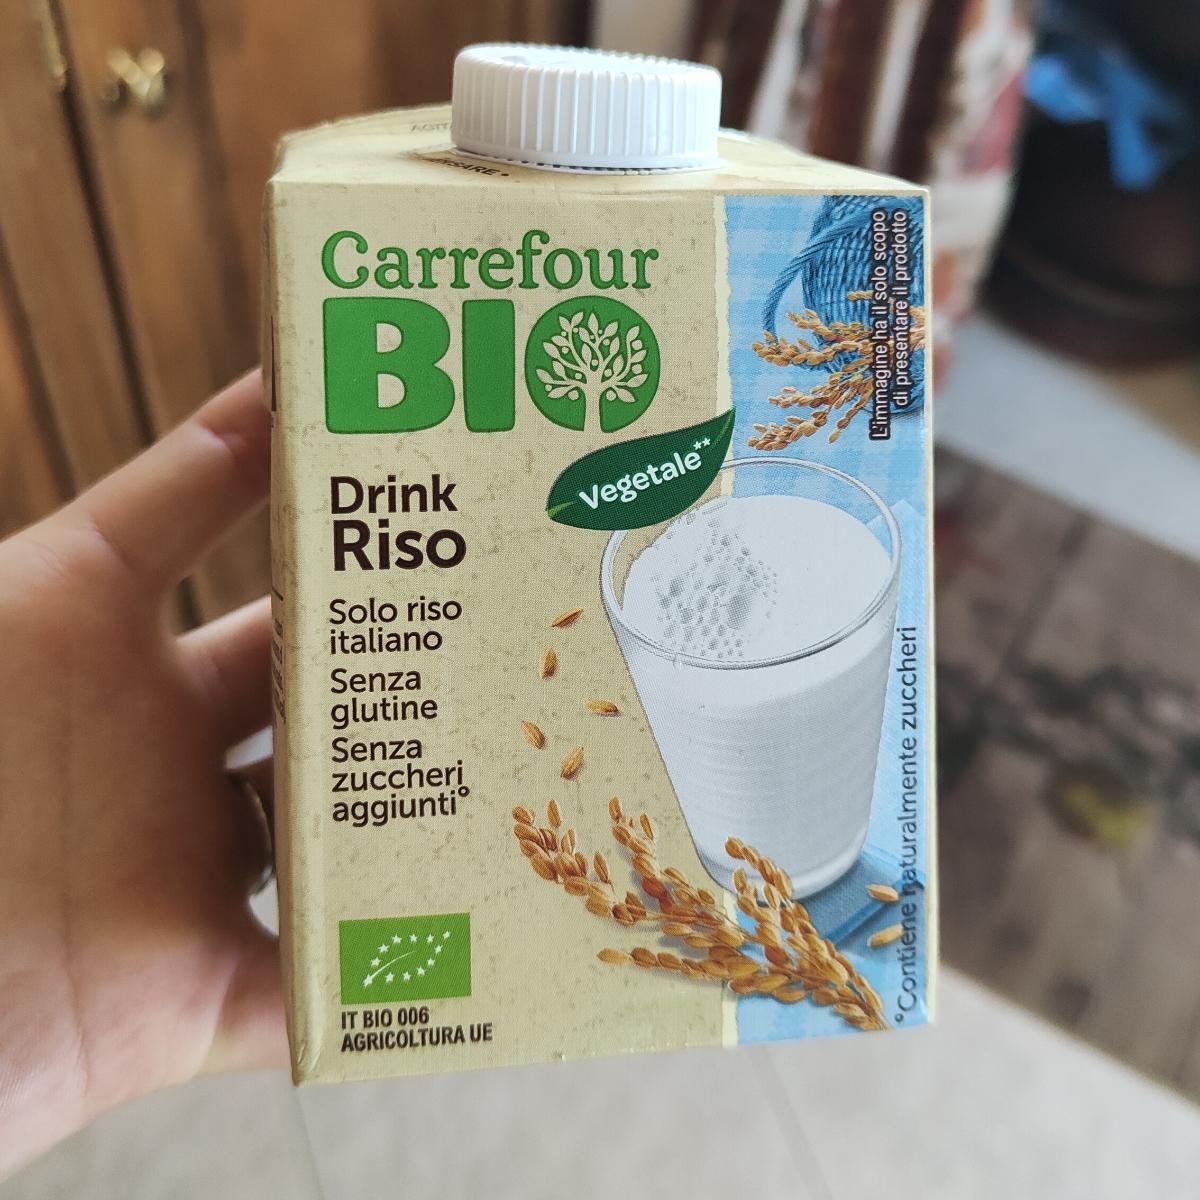 Carrefour
BIO
Vegetale**
Drink
Riso
Solo riso
italiano
Senza
glutine
Senza
zuccheri
aggiunti°
IT BIO 006
AGRICOLTURA UE
L'immagine ha il solo scopo
di presentare il prodotto
°Contiene naturalmente zuccheri